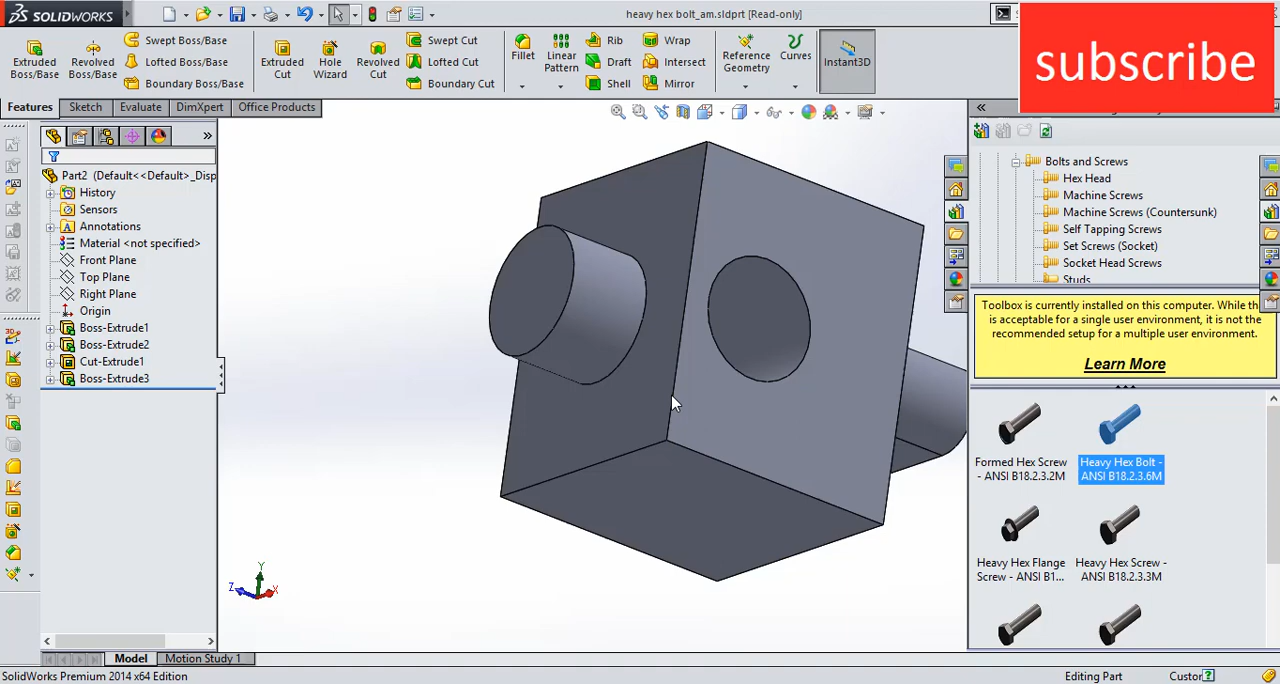 SOLIDWORKS
heavy hex bolt_am.sldprt [Read-only]
subscribe
Extruded Boss/Base
Swept Boss/Base
Lofted Boss/Base
Boundary Boss/Base
Extruded Cut
Hole Wizard
Revolved Cut
Swept Cut
Lofted Cut
Boundary Cut
Fillet
Linear Pattern
Rib
Draft
Shell
Wrap
Intersect
Mirror
Reference Geometry
Curves
Instant3D
Features
Sketch
Evaluate
DimXpert
Office Products
Part2 (Default<<Default>_Disp
History
Sensors
Annotations
Material <not specified>
Front Plane
Top Plane
Right Plane
Origin
Boss-Extrude1
Boss-Extrude2
Cut-Extrude1
Boss-Extrude3
Y
Z
X
Bolts and Screws
Hex Head
Machine Screws
Machine Screws (Countersunk)
Self Tapping Screws
Set Screws (Socket)
Socket Head Screws
Studs
Toolbox is currently installed on this computer. While th
is acceptable for a single user environment, it is not the
recommended setup for a multiple user environment.
Learn More
Formed Hex Screw
- ANSI B18.2.3.2M
Heavy Hex Bolt -
ANSI B18.2.3.6M
Heavy Hex Flange
Screw - ANSI B1...
Heavy Hex Screw -
ANSI B18.2.3.3M
Model
Motion Study 1
SolidWorks Premium 2014 x64 Edition
Editing Part
Custor